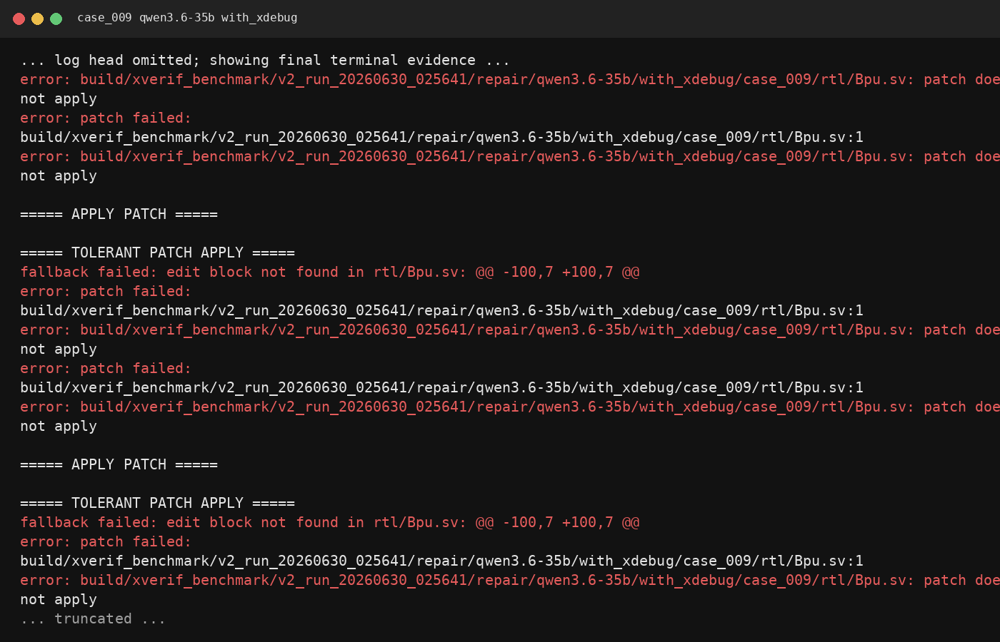 case_009 qwen3.6-35b with_xdebug
... log head omitted; showing final terminal evidence ...
error: build/xverif_benchmark/v2_run_20260630_025641/repair/qwen3.6-35b/with_xdebug/case_009/rtl/Bpu.sv: patch doe
not apply
error: patch failed:
build/xverif_benchmark/v2_run_20260630_025641/repair/qwen3.6-35b/with_xdebug/case_009/rtl/Bpu.sv:1
error: build/xverif_benchmark/v2_run_20260630_025641/repair/qwen3.6-35b/with_xdebug/case_009/rtl/Bpu.sv: patch doe
not apply
===== APPLY PATCH =====
===== TOLERANT PATCH APPLY =====
fallback failed: edit block not found in rtl/Bpu.sv: @@ -100,7 +100,7 @@
error: patch failed:
build/xverif_benchmark/v2_run_20260630_025641/repair/qwen3.6-35b/with_xdebug/case_009/rtl/Bpu.sv:1
error: build/xverif_benchmark/v2_run_20260630_025641/repair/qwen3.6-35b/with_xdebug/case_009/rtl/Bpu.sv: patch doe
not apply
error: patch failed:
build/xverif_benchmark/v2_run_20260630_025641/repair/qwen3.6-35b/with_xdebug/case_009/rtl/Bpu.sv:1
error: build/xverif_benchmark/v2_run_20260630_025641/repair/qwen3.6-35b/with_xdebug/case_009/rtl/Bpu.sv: patch doe
not apply
===== APPLY PATCH =====
===== TOLERANT PATCH APPLY =====
fallback failed: edit block not found in rtl/Bpu.sv: @@ -100,7 +100,7 @@
error: patch failed:
build/xverif_benchmark/v2_run_20260630_025641/repair/qwen3.6-35b/with_xdebug/case_009/rtl/Bpu.sv:1
error: build/xverif_benchmark/v2_run_20260630_025641/repair/qwen3.6-35b/with_xdebug/case_009/rtl/Bpu.sv: patch doe
not apply
... truncated ...